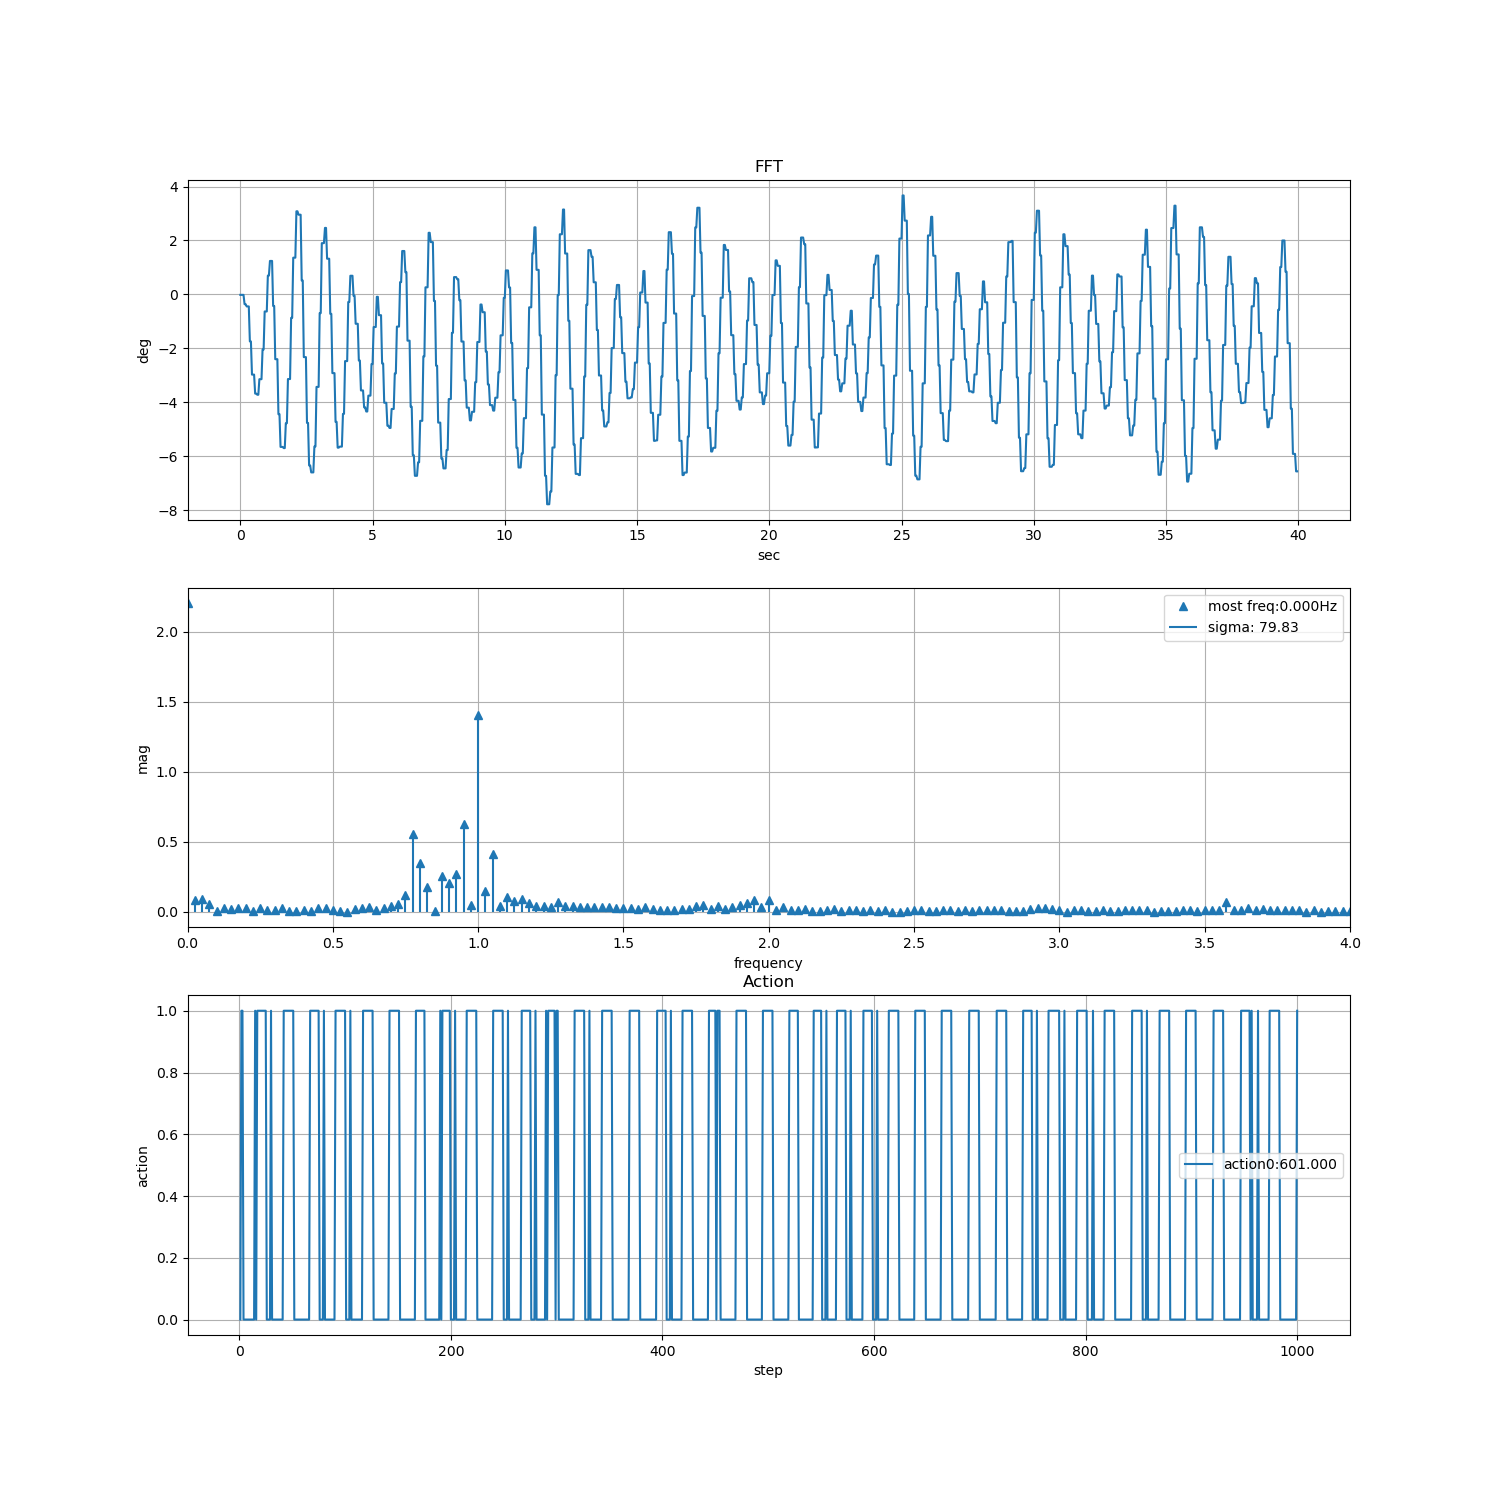 FFT
4
2
0
−2
−4
−6
−8
deg
0 5 10 15 20 25 30 35 40
sec
most freq:0.000Hz
sigma: 79.83
2.0
1.5
1.0
0.5
0.0
mag
0.0 0.5 1.0 1.5 2.0 2.5 3.0 3.5 4.0
frequency
Action
1.0
0.8
0.6
0.4
0.2
0.0
action
action0:601.000
0 200 400 600 800 1000
step